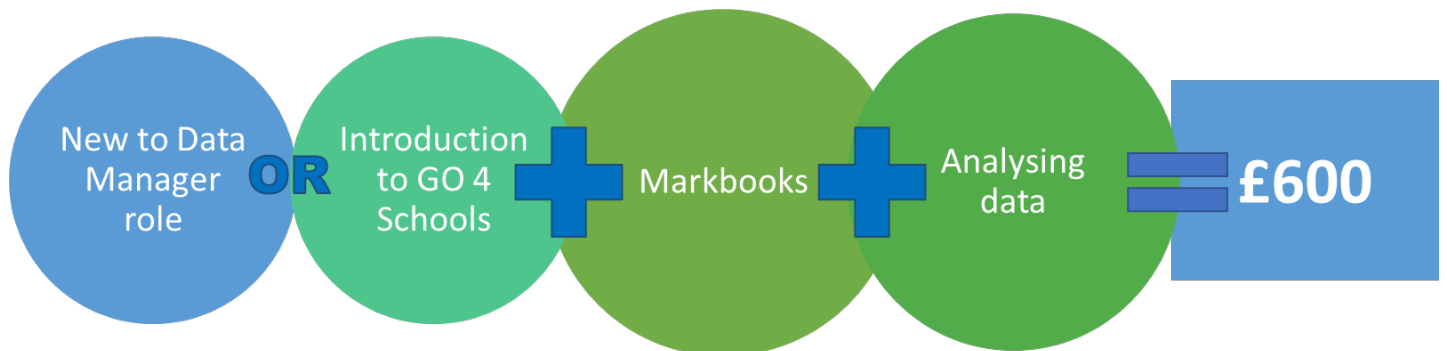 New to Data
Manager
role
OR
Introduction
to GO 4
Schools
Markbooks
Analysing
data
£600